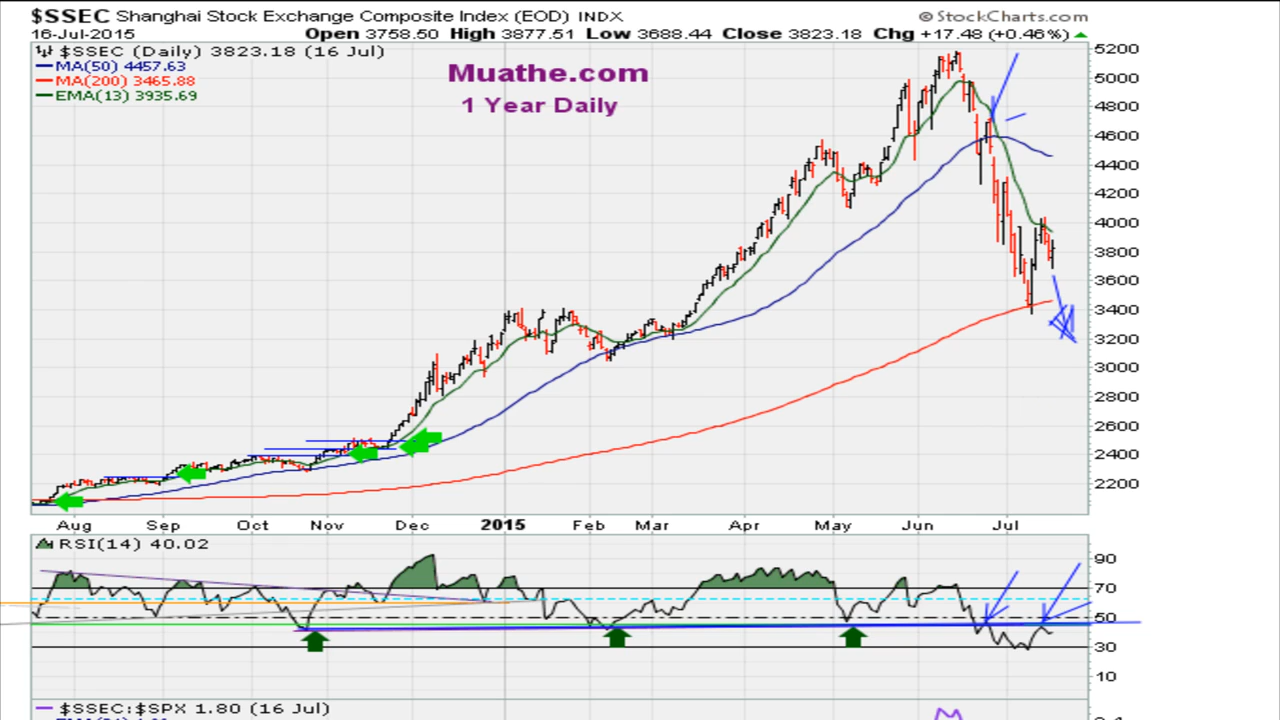 $SSEC Shanghai Stock Exchange Composite Index (EOD) INDX © StockCharts.com
16-Jul-2015 Open 3758.50 High 3877.51 Low 3688.44 Close 3823.18 Chg +17.48 (+0.46%)
$SSEC (Daily) 3823.18 (16 Jul)
MA(50) 4457.63
MA(200) 3465.88
EMA(13) 3935.69
Muathe.com
1 Year Daily
5200
5000
4800
4600
4400
4200
4000
3800
3600
3400
3200
3000
2800
2600
2400
2200
Aug Sep Oct Nov Dec 2015 Feb Mar Apr May Jun Jul
RSI(14) 40.02
90
70
50
30
10
$SSEC:$SPX 1.80 (16 Jul)